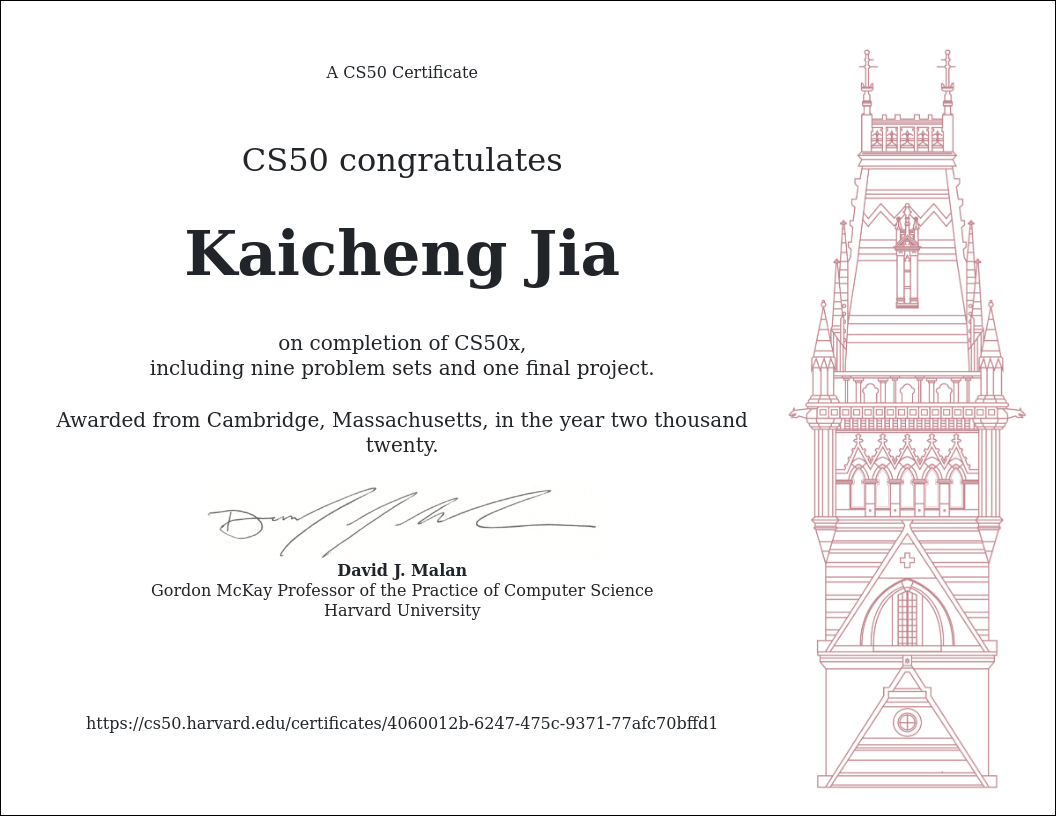 A CS50 Certificate
CS50 congratulates
Kaicheng Jia
on completion of CS50x,
including nine problem sets and one final project.
Awarded from Cambridge, Massachusetts, in the year two thousand
twenty.
David J. Malan
Gordon McKay Professor of the Practice of Computer Science
Harvard University
https://cs50.harvard.edu/certificates/4060012b-6247-475c-9371-77afc70bffd1